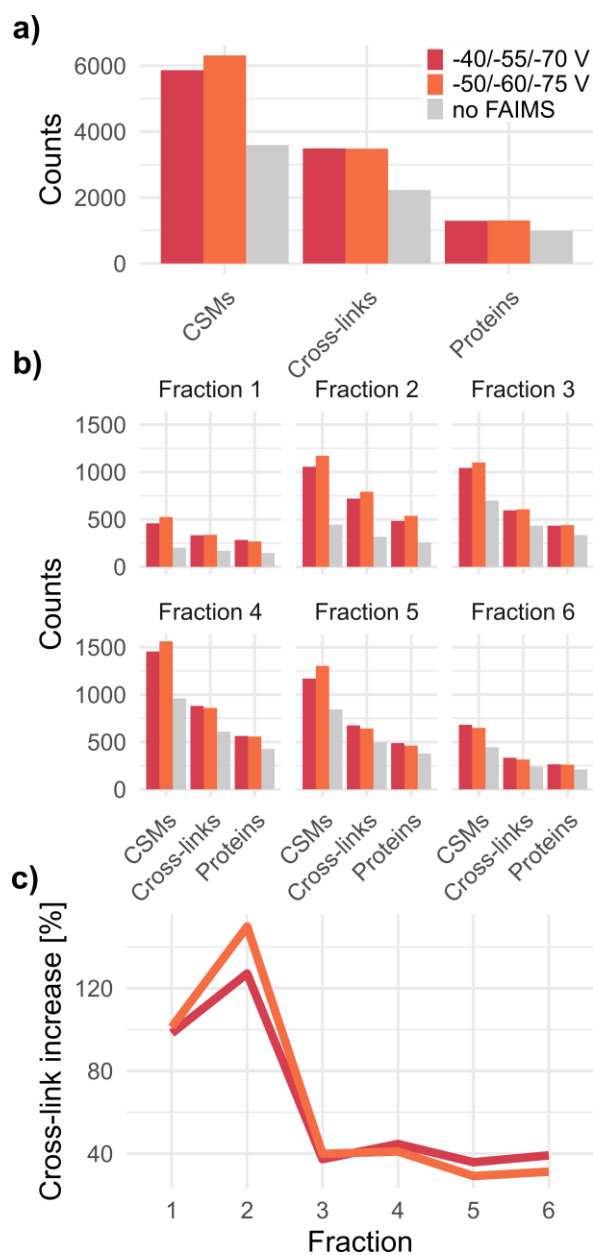 a)
-40/-55/-70 V
-50/-60/-75 V
no FAIMS
Counts
6000
4000
2000
0
CSMs
Cross-links
Proteins
b)
Fraction 1
Fraction 2
Fraction 3
Counts
1500
1000
500
0
Fraction 4
Fraction 5
Fraction 6
1500
1000
500
0
CSMs
Cross-links
Proteins
CSMs
Cross-links
Proteins
CSMs
Cross-links
Proteins
c)
Cross-link increase [%]
120
80
40
1 2 3 4 5 6
Fraction